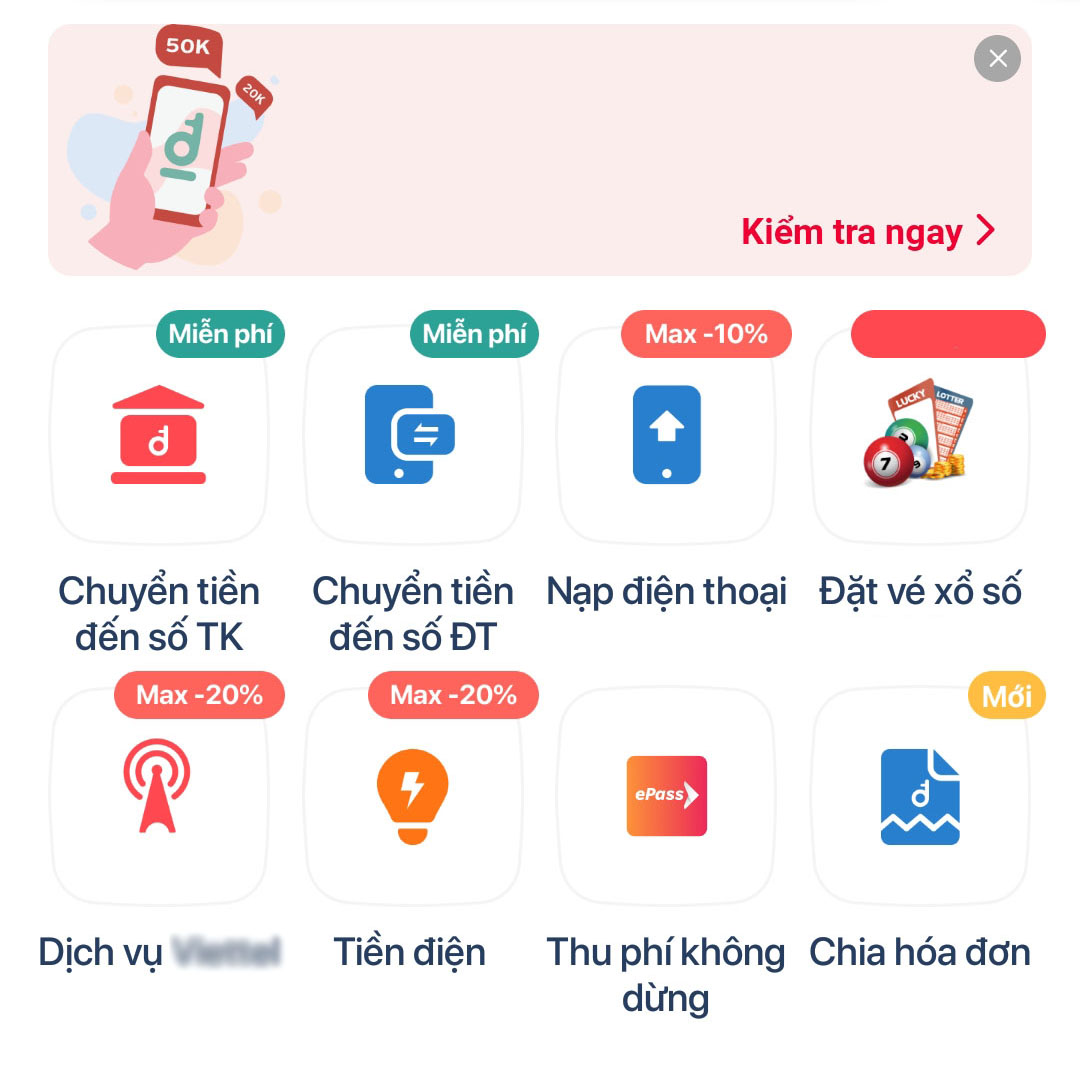 50K
20K
Kiểm tra ngay
Miễn phí
Miễn phí
Max -10%
LUCKY
LOTTER
7
Chuyển tiền
đến số TK
Chuyển tiền
đến số ĐT
Nạp điện thoại
Đặt vé xổ số
Max -20%
Max -20%
Mới
ePass
Dịch vụ
Tiền điện
Thu phí không
dừng
Chia hóa đơn